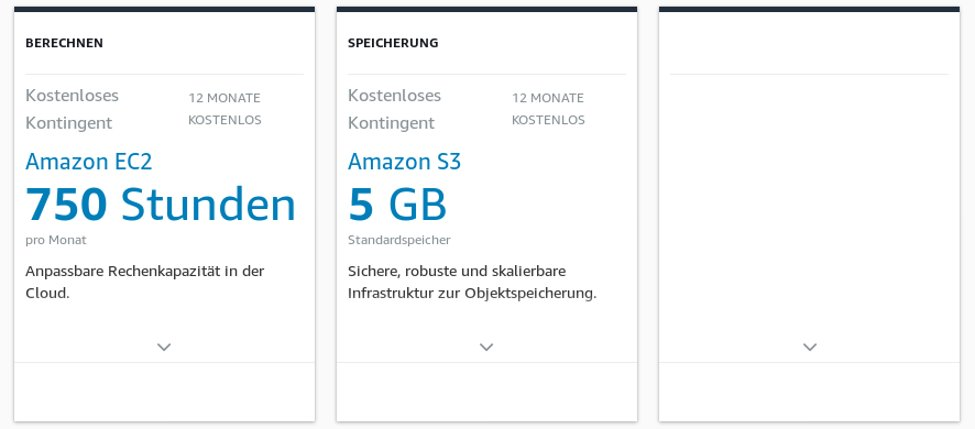 BERECHNEN
Kostenloses
Kontingent
12 MONATE
KOSTENLOS
Amazon EC2
750 Stunden
pro Monat
Anpassbare Rechenkapazität in der
Cloud.
SPEICHERUNG
Kostenloses
Kontingent
12 MONATE
KOSTENLOS
Amazon S3
5 GB
Standardspeicher
Sichere, robuste und skalierbare
Infrastruktur zur Objektspeicherung.